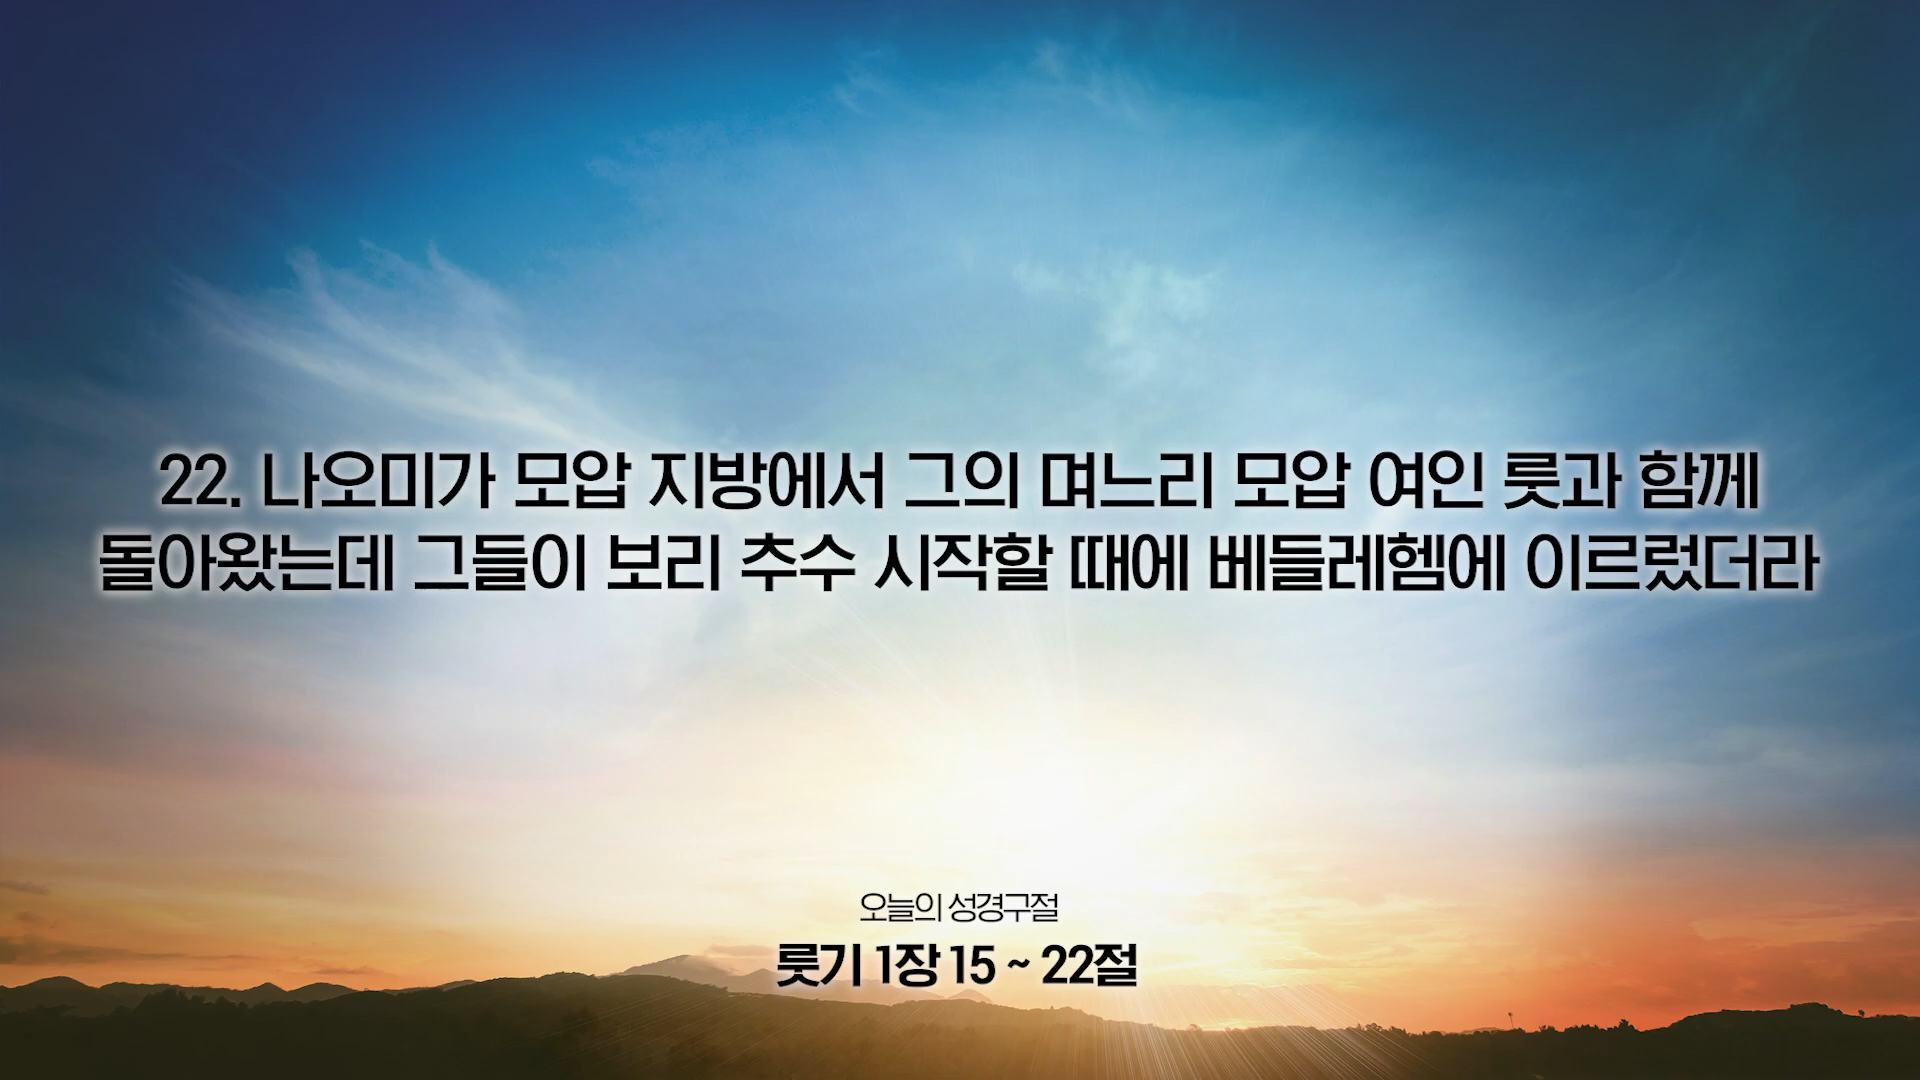 22. 나오미가 모압 지방에서 그의 며느리 모압 여인 룻과 함께
돌아왔는데 그들이 보리 추수 시작할 때에 베들레헴에 이르렀더라
오늘의 성경구절
룻기 1장 15 ~ 22절